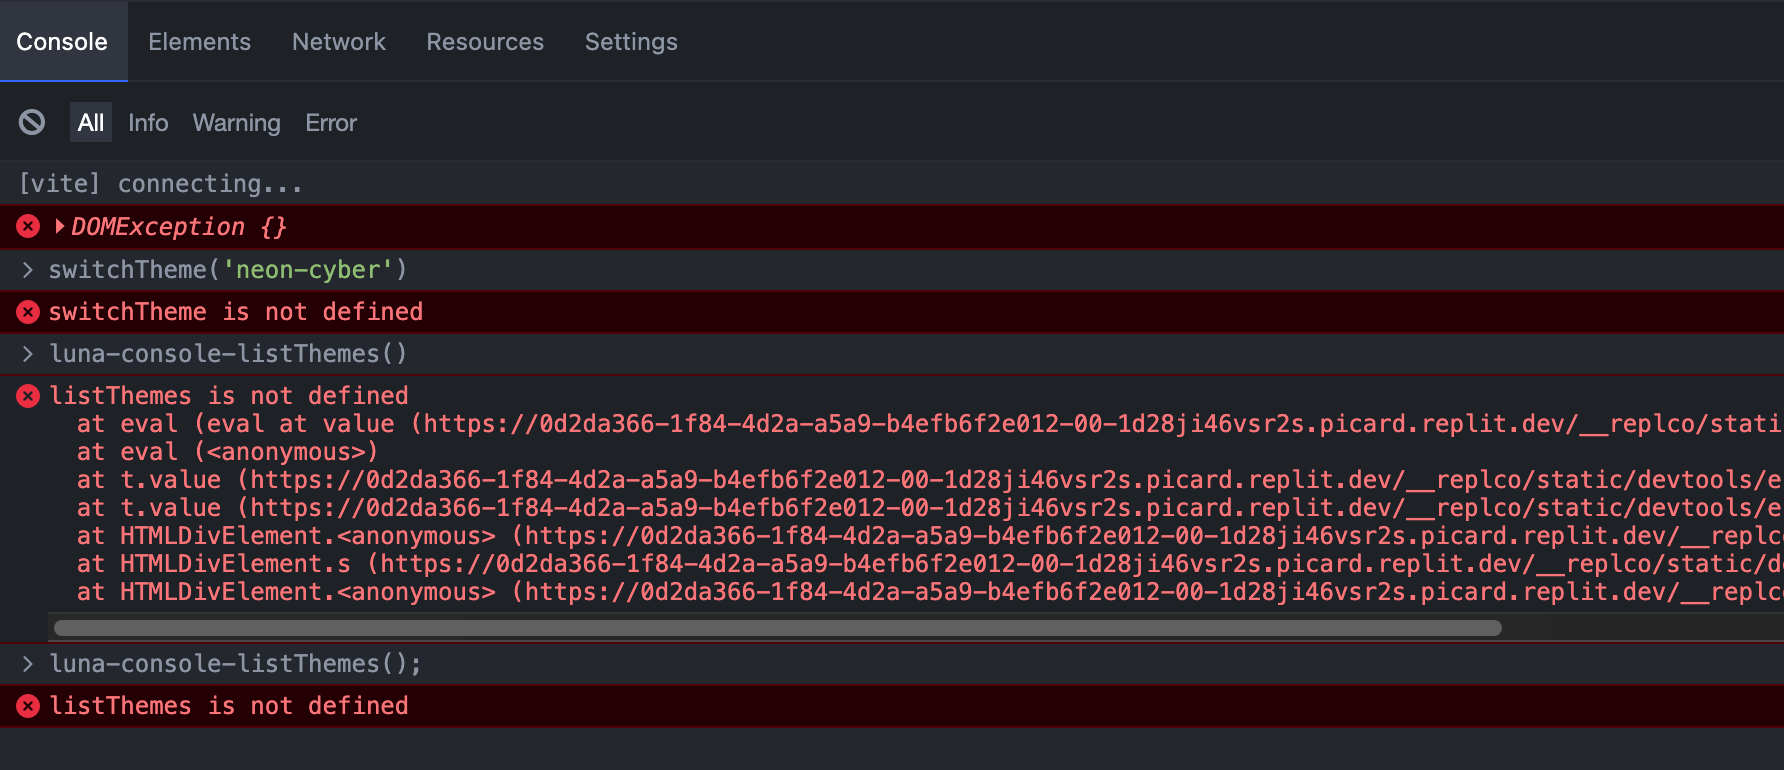 Console Elements Network Resources Settings
All Info Warning Error
[vite] connecting...
DOMException {}
> switchTheme('neon-cyber')
switchTheme is not defined
> luna-console-listThemes()
listThemes is not defined
at eval (eval at value (https://0d2da366-1f84-4d2a-a5a9-b4efb6f2e012-00-1d28ji46vsr2s.picard.replit.dev/__replco/stati
at eval (<anonymous>)
at t.value (https://0d2da366-1f84-4d2a-a5a9-b4efb6f2e012-00-1d28ji46vsr2s.picard.replit.dev/__replco/static/devtools/e
at t.value (https://0d2da366-1f84-4d2a-a5a9-b4efb6f2e012-00-1d28ji46vsr2s.picard.replit.dev/__replco/static/devtools/e
at HTMLDivElement.<anonymous> (https://0d2da366-1f84-4d2a-a5a9-b4efb6f2e012-00-1d28ji46vsr2s.picard.replit.dev/__replc
at HTMLDivElement.s (https://0d2da366-1f84-4d2a-a5a9-b4efb6f2e012-00-1d28ji46vsr2s.picard.replit.dev/__replco/static/d
at HTMLDivElement.<anonymous> (https://0d2da366-1f84-4d2a-a5a9-b4efb6f2e012-00-1d28ji46vsr2s.picard.replit.dev/__replc
> luna-console-listThemes();
listThemes is not defined